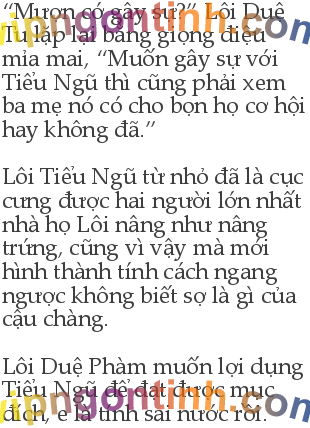 “Mượn cớ gây sự?” Lôi Duệ
Tu lặp lại bằng giọng điệu
mỉa mai, “Muốn gây sự với
Tiểu Ngũ thì cũng phải xem
ba mẹ nó có cho bọn họ cơ hội
hay không đã.”
Lôi Tiểu Ngũ từ nhỏ đã là cục
cưng được hai người lớn nhất
nhà họ Lôi nâng như nâng
trứng, cũng vì vậy mà mới
hình thành tính cách ngang
ngược không biết sợ là gì của
cậu chàng.
Lôi Duệ Phàm muốn lợi dụng
Tiểu Ngũ để đạt được mục
đích, e là tính sai nước rồi.
vipngontinh.com
vipngontinh.com